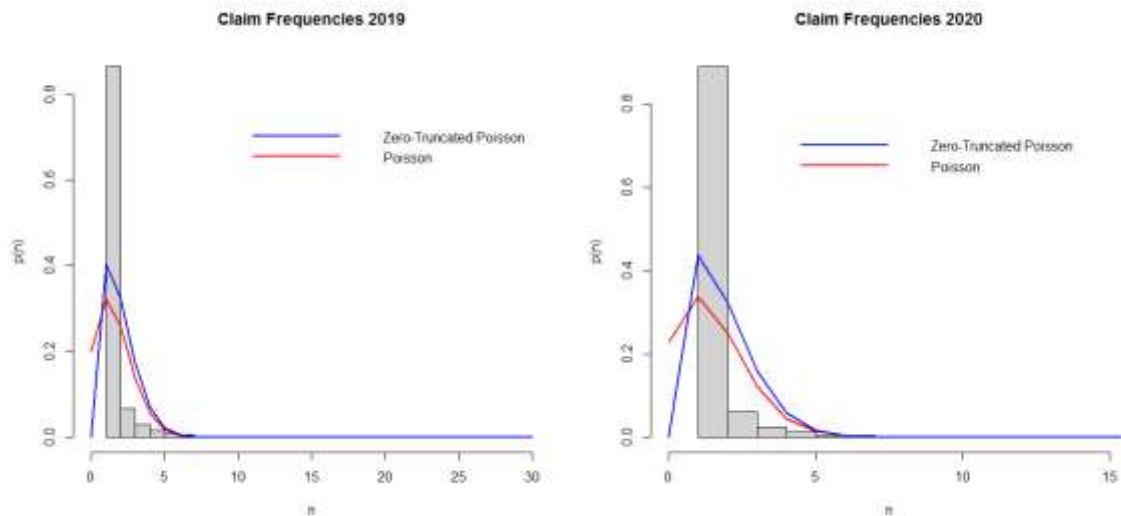 Claim Frequencies 2019
p(n)
0.0
0.2
0.4
0.6
0.8
Zero-Truncated Poisson
Poisson
0 5 10 15 20 25 30
n
Claim Frequencies 2020
p(n)
0.0
0.2
0.4
0.6
0.8
Zero-Truncated Poisson
Poisson
0 5 10 15
n